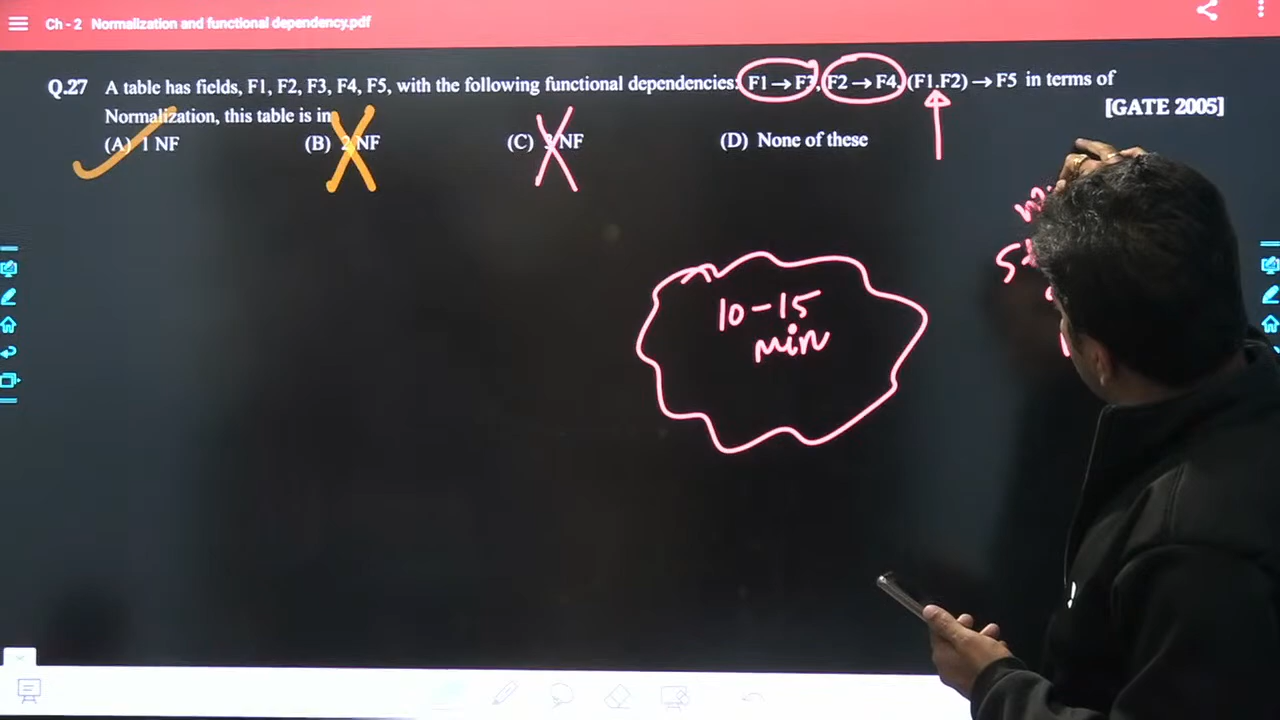 Ch - 2 Normalization and functional dependency.pdf
Q.27 A table has fields, F1, F2, F3, F4, F5, with the following functional dependencies: F1 → F3, F2 → F4, (F1.F2) → F5 in terms of
Normalization, this table is in
[GATE 2005]
(A) 1 NF (B) 2 NF (C) 3 NF (D) None of these
10-15
min